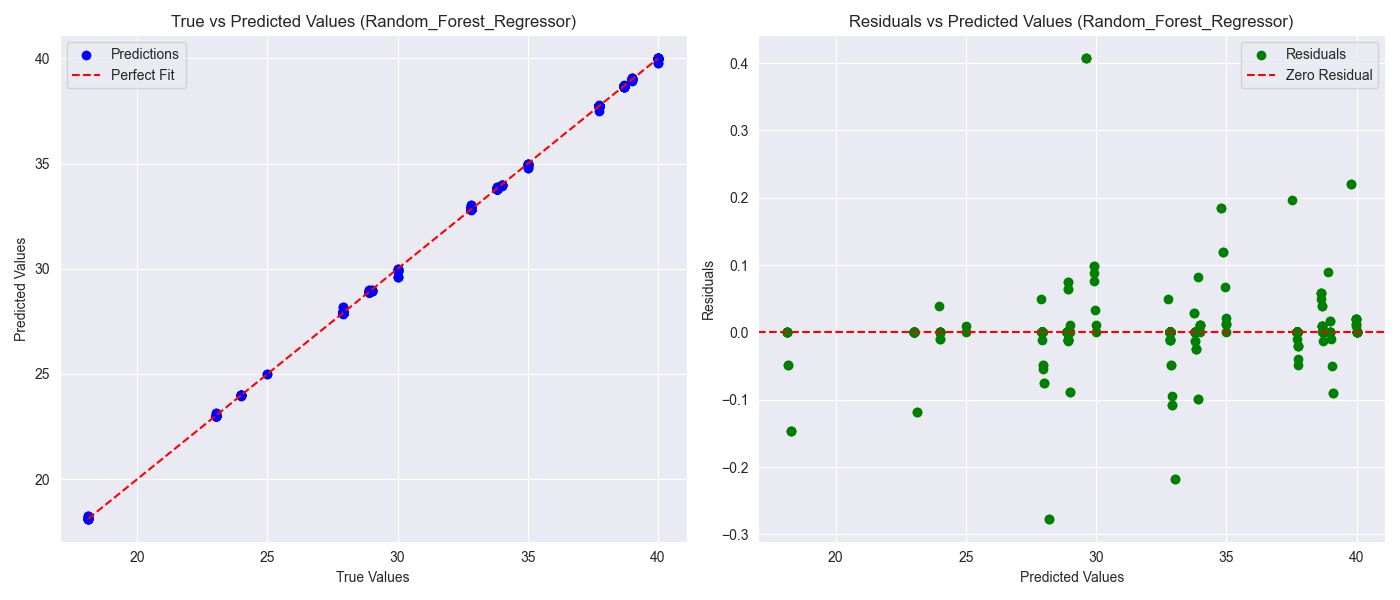 True vs Predicted Values (Random_Forest_Regressor)
Predictions
Perfect Fit
40
35
30
25
20
Predicted Values
20
25
30
35
40
True Values
Residuals vs Predicted Values (Random_Forest_Regressor)
Residuals
Zero Residual
0.4
0.3
0.2
0.1
0.0
−0.1
−0.2
−0.3
Residuals
20
25
30
35
40
Predicted Values